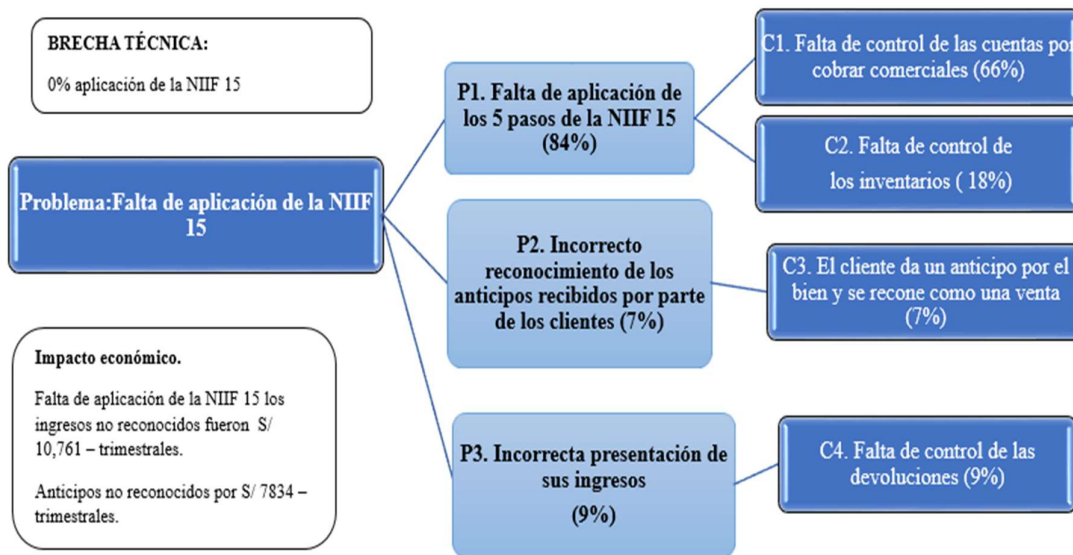 BRECHA TÉCNICA:
0% aplicación de la NIIF 15
Problema:Falta de aplicación de la NIIF
15
Impacto económico.
Falta de aplicación de la NIIF 15 los
ingresos no reconocidos fueron S/
10,761 – trimestrales.
Anticipos no reconocidos por S/ 7834 –
trimestrales.
P1. Falta de aplicación de
los 5 pasos de la NIIF 15
(84%)
P2. Incorrecto
reconocimiento de los
anticipos recibidos por parte
de los clientes (7%)
P3. Incorrecta presentación de
sus ingresos
(9%)
C1. Falta de control de las cuentas por
cobrar comerciales (66%)
C2. Falta de control de
los inventarios ( 18%)
C3. El cliente da un anticipo por el
bien y se recone como una venta
(7%)
C4. Falta de control de las
devoluciones (9%)